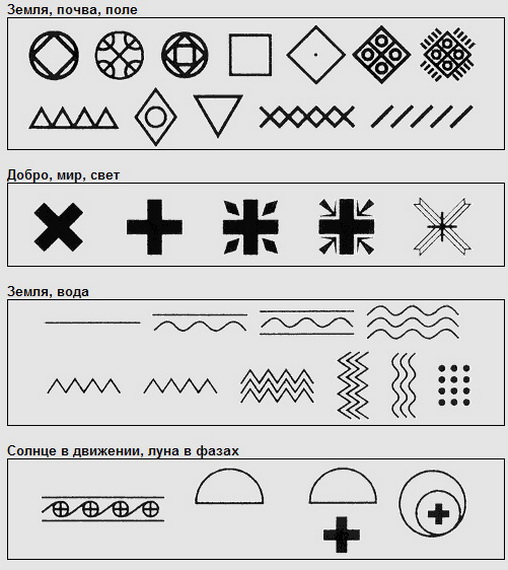 Земля, почва, поле
Добро, мир, свет
Земля, вода
Солнце в движении, луна в фазах